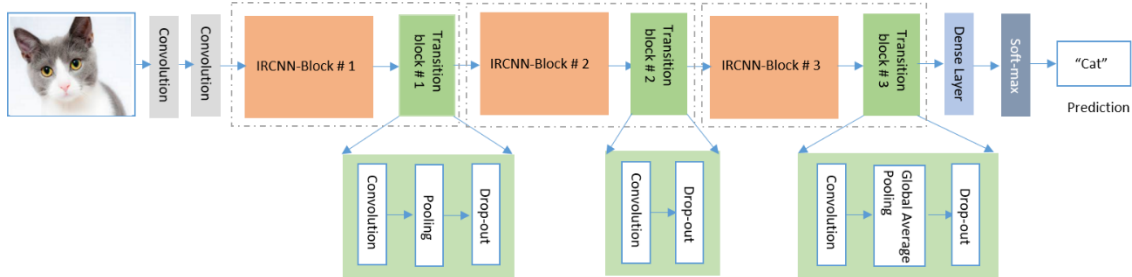 Convolution
Convolution
IRCNN-Block # 1
Transition
block # 1
IRCNN-Block # 2
Transition
block # 2
IRCNN-Block # 3
Transition
block # 3
Dense Layer
Soft-max
“Cat”
Prediction
Convolution
Pooling
Drop-out
Convolution
Drop-out
Convolution
Global Average
Pooling
Drop-out